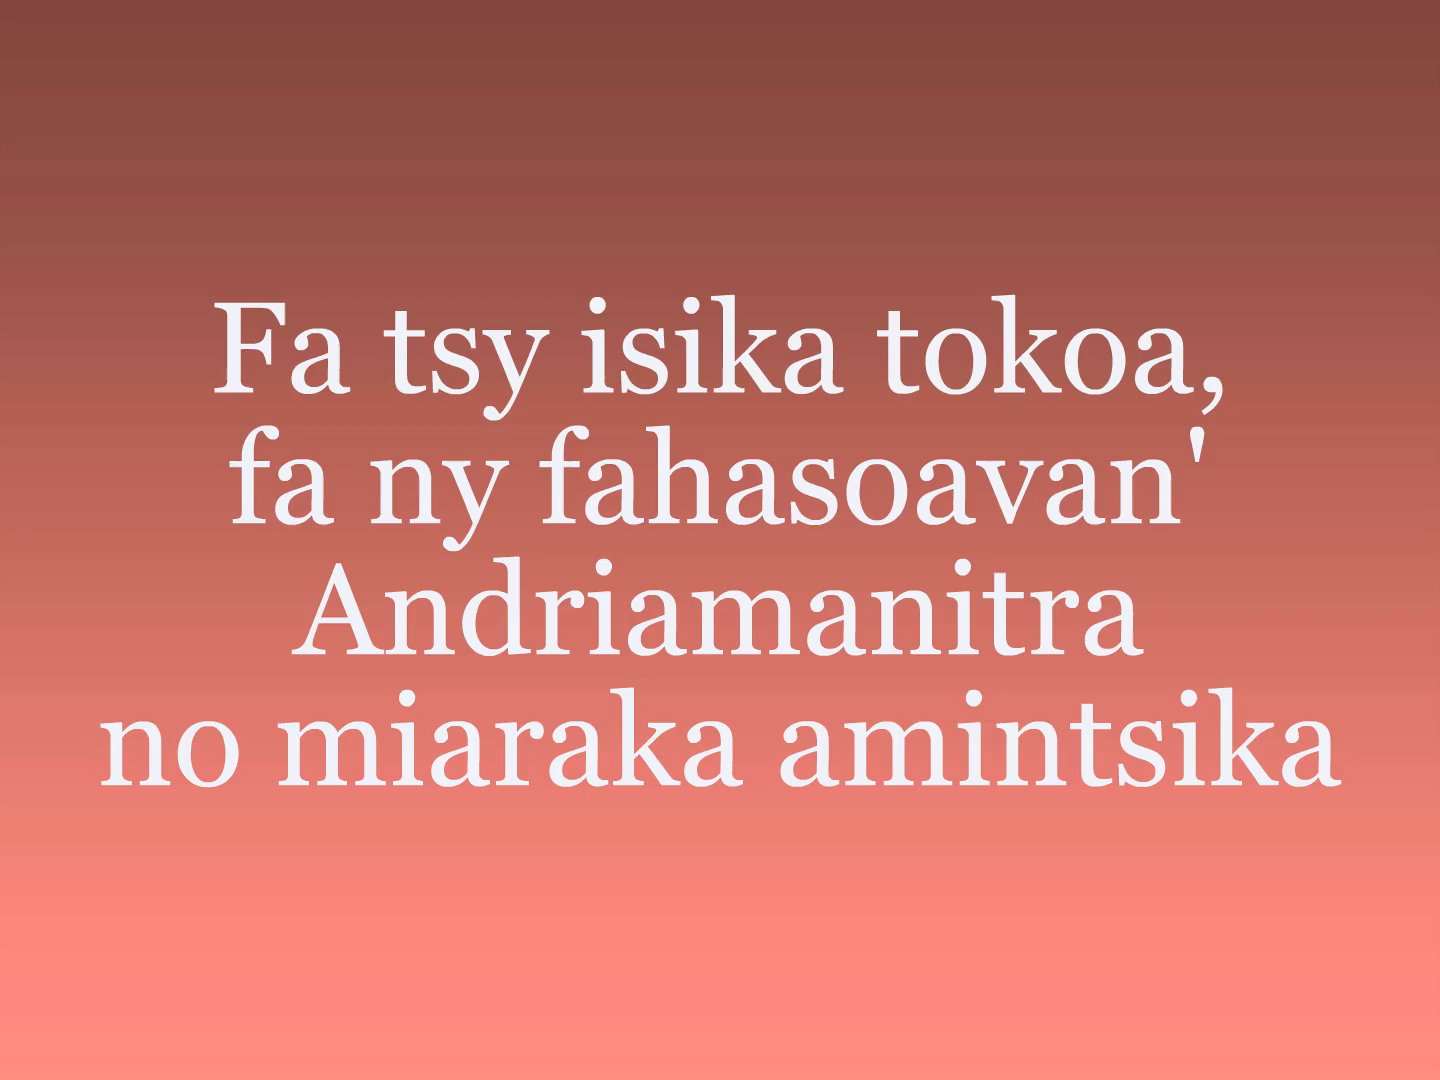 Fa tsy isika tokoa,
fa ny fahasoavan'
Andriamanitra
no miaraka amintsika